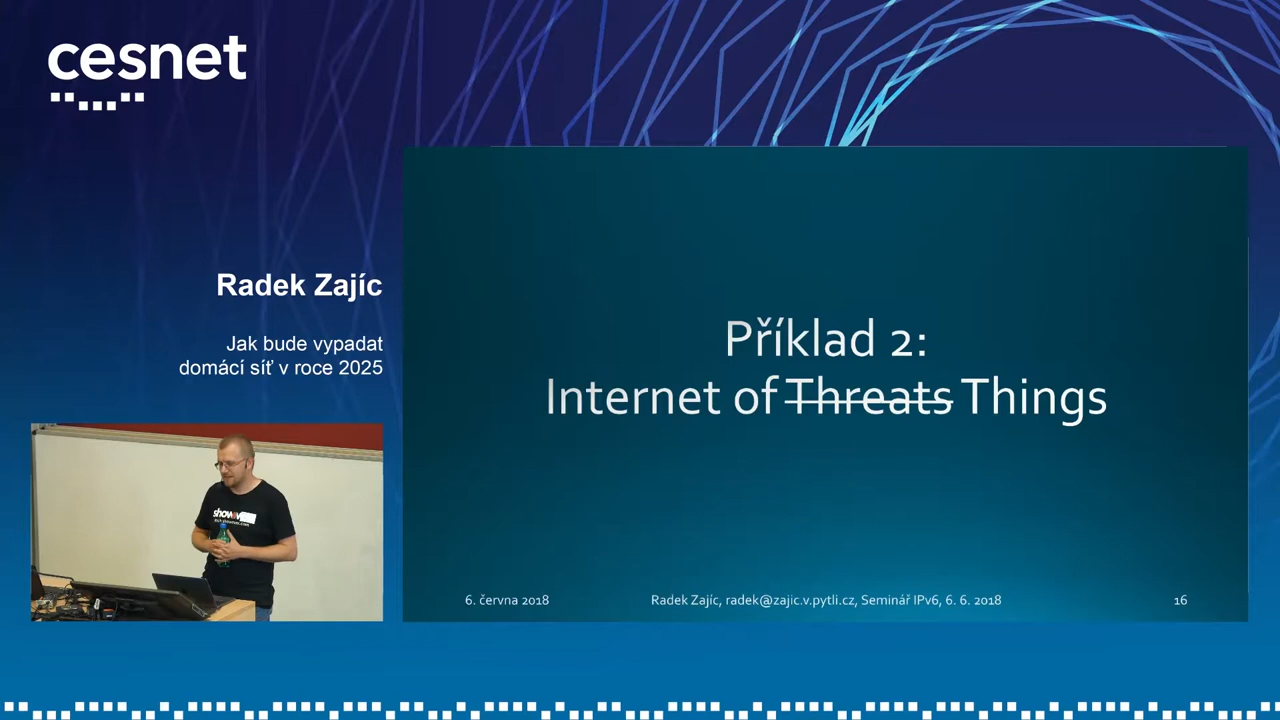 cesnet
Radek Zajíc
Jak bude vypadat
domácí síť v roce 2025
Příklad 2:
Internet of Threats Things
6. června 2018
Radek Zajíc, radek@zajic.v.pytli.cz, Seminář IPv6, 6. 6. 2018
16